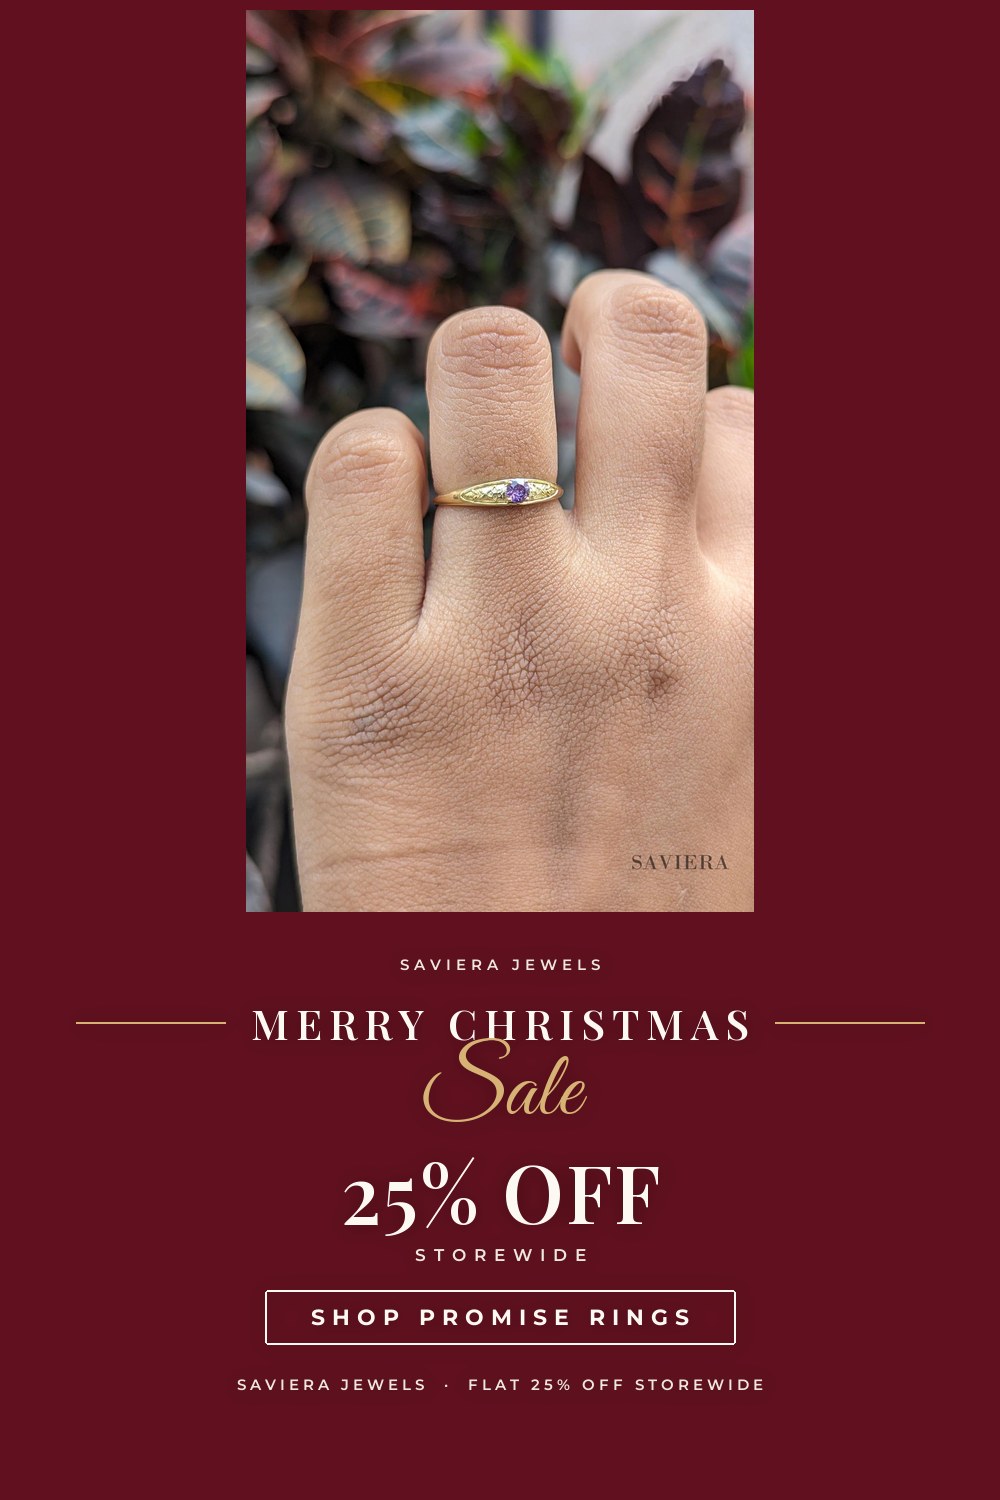 SAVIERA
SAVIERA JEWELS
MERRY CHRISTMAS
Sale
25% OFF
STOREWIDE
SHOP PROMISE RINGS
SAVIERA JEWELS · FLAT 25% OFF STOREWIDE